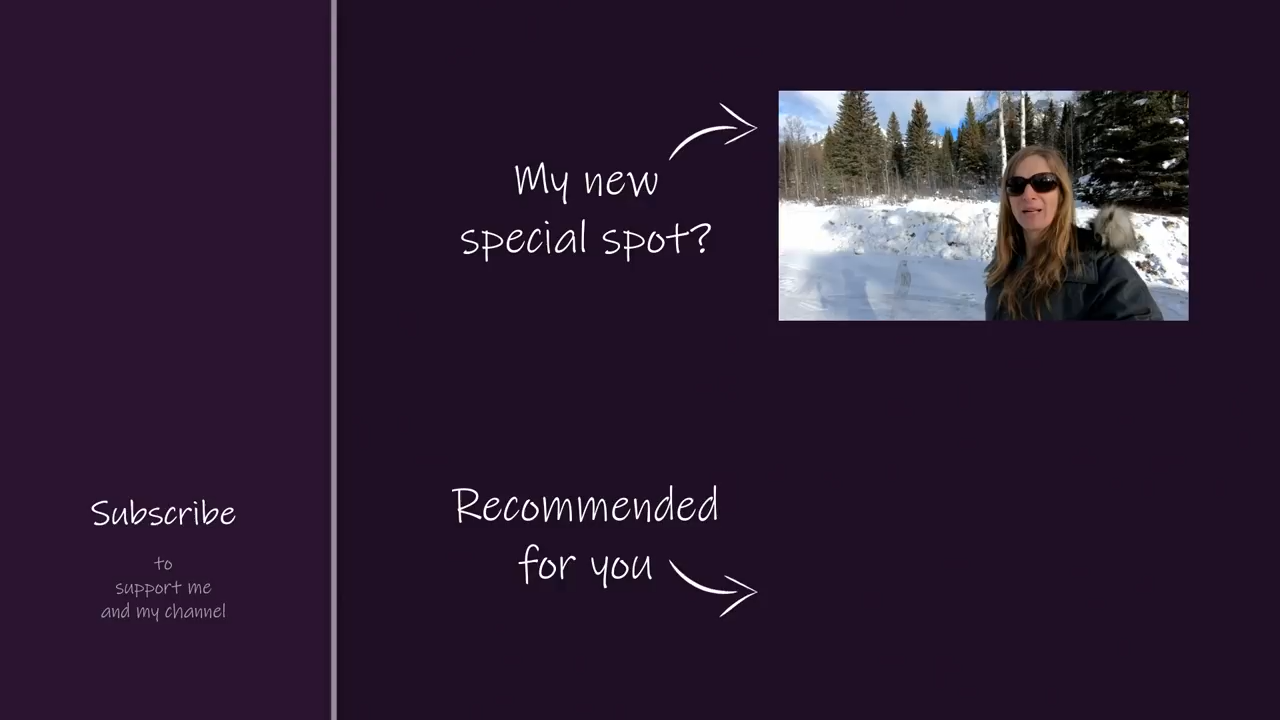 My new
special spot?
Subscribe
to
support me
and my channel
Recommended
for you